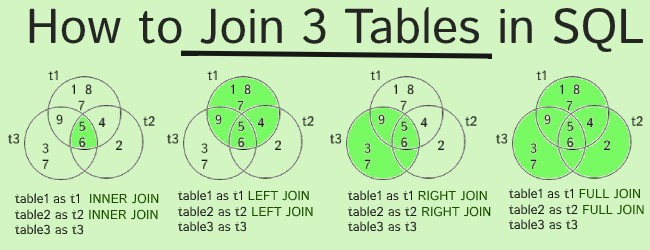 How to Join 3 Tables in SQL
t1
1 8
7
9
5
4
6
t2
t3
3
7
2
table1 as t1 INNER JOIN
table2 as t2 INNER JOIN
table3 as t3
t1
1 8
7
9
5
4
6
t2
t3
3
7
2
table1 as t1 LEFT JOIN
table2 as t2 LEFT JOIN
table3 as t3
t1
1 8
7
9
5
4
6
t2
t3
3
7
2
table1 as t1 RIGHT JOIN
table2 as t2 RIGHT JOIN
table3 as t3
t1
1 8
7
9
5
4
6
t2
t3
3
7
2
table1 as t1 FULL JOIN
table2 as t2 FULL JOIN
table3 as t3